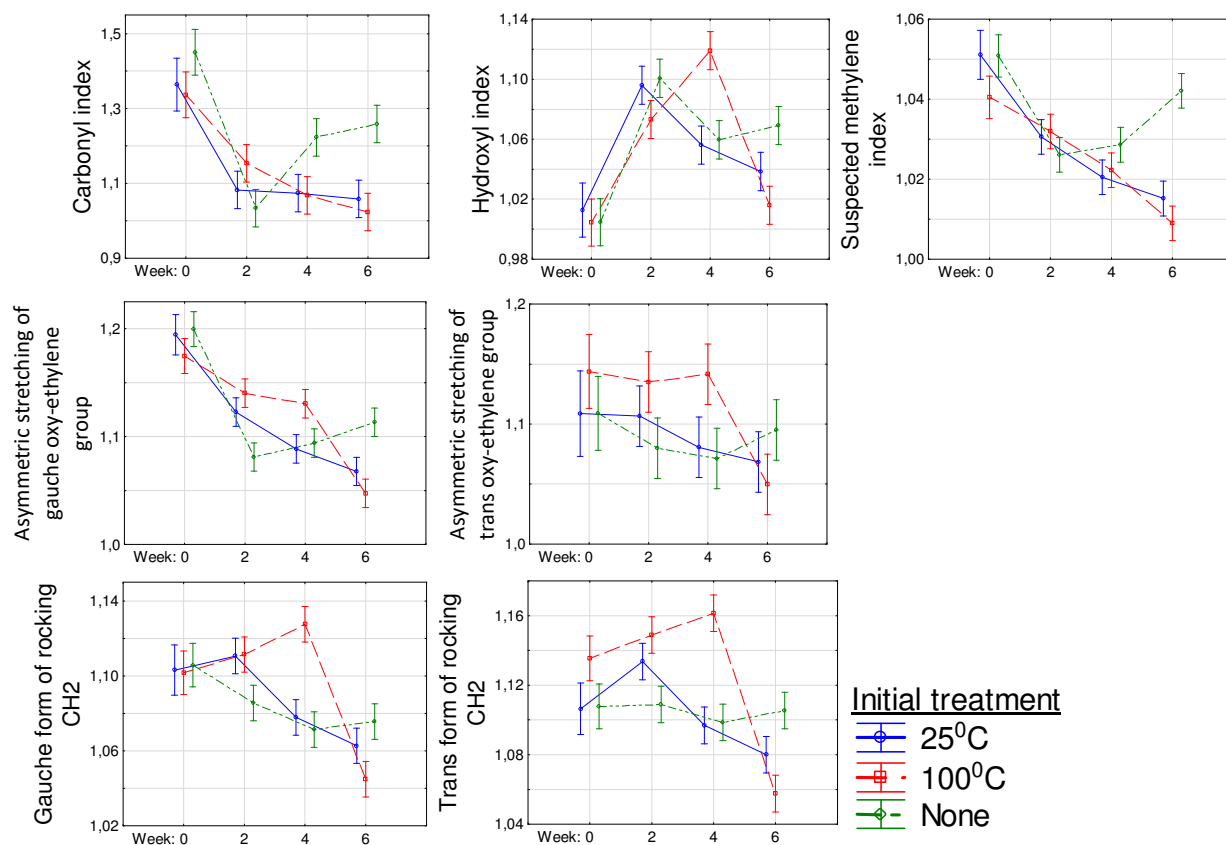 Carbonyl index
1,5
1,3
1,1
0,9
Week: 0 2 4 6
Hydroxyl index
1,14
1,10
1,06
1,02
0,98
Week: 0 2 4 6
Suspected methylene
index
1,06
1,04
1,02
1,00
Week: 0 2 4 6
Asymmetric stretching of
gauche oxy-ethylene
group
1,2
1,1
1,0
Week: 0 2 4 6
Asymmetric stretching of
trans oxy-ethylene group
1,2
1,1
1,0
Week: 0 2 4 6
Gauche form of rocking
CH2
1,14
1,10
1,06
1,02
Week: 0 2 4 6
Trans form of rocking
CH2
1,16
1,12
1,08
1,04
Week: 0 2 4 6
Initial treatment
25⁰C
100⁰C
None